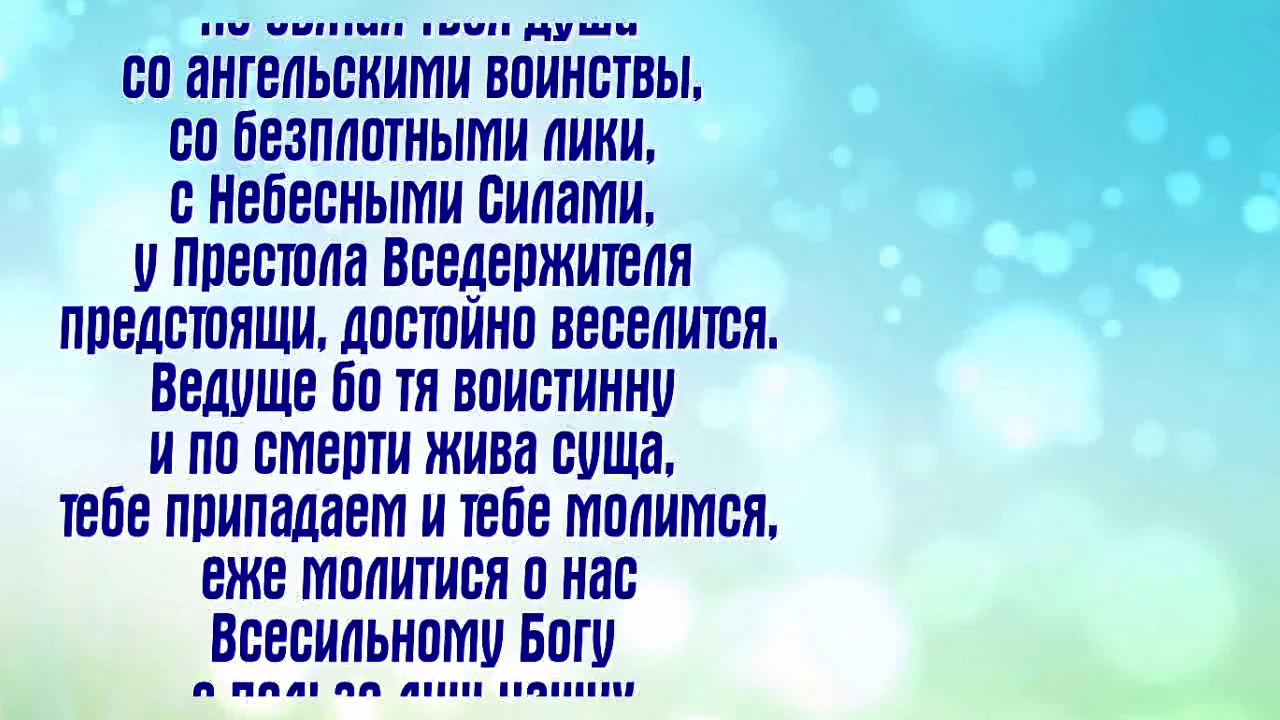 со ангельскими воинствы,
со безплотными лики,
с Небесными Силами,
у Престола Вседержителя
предстоящи, достойно веселится.
Ведуще бо тя воистинну
и по смерти жива суща,
тебе припадаем и тебе молимся,
еже молитися о нас
Всесильному Богу